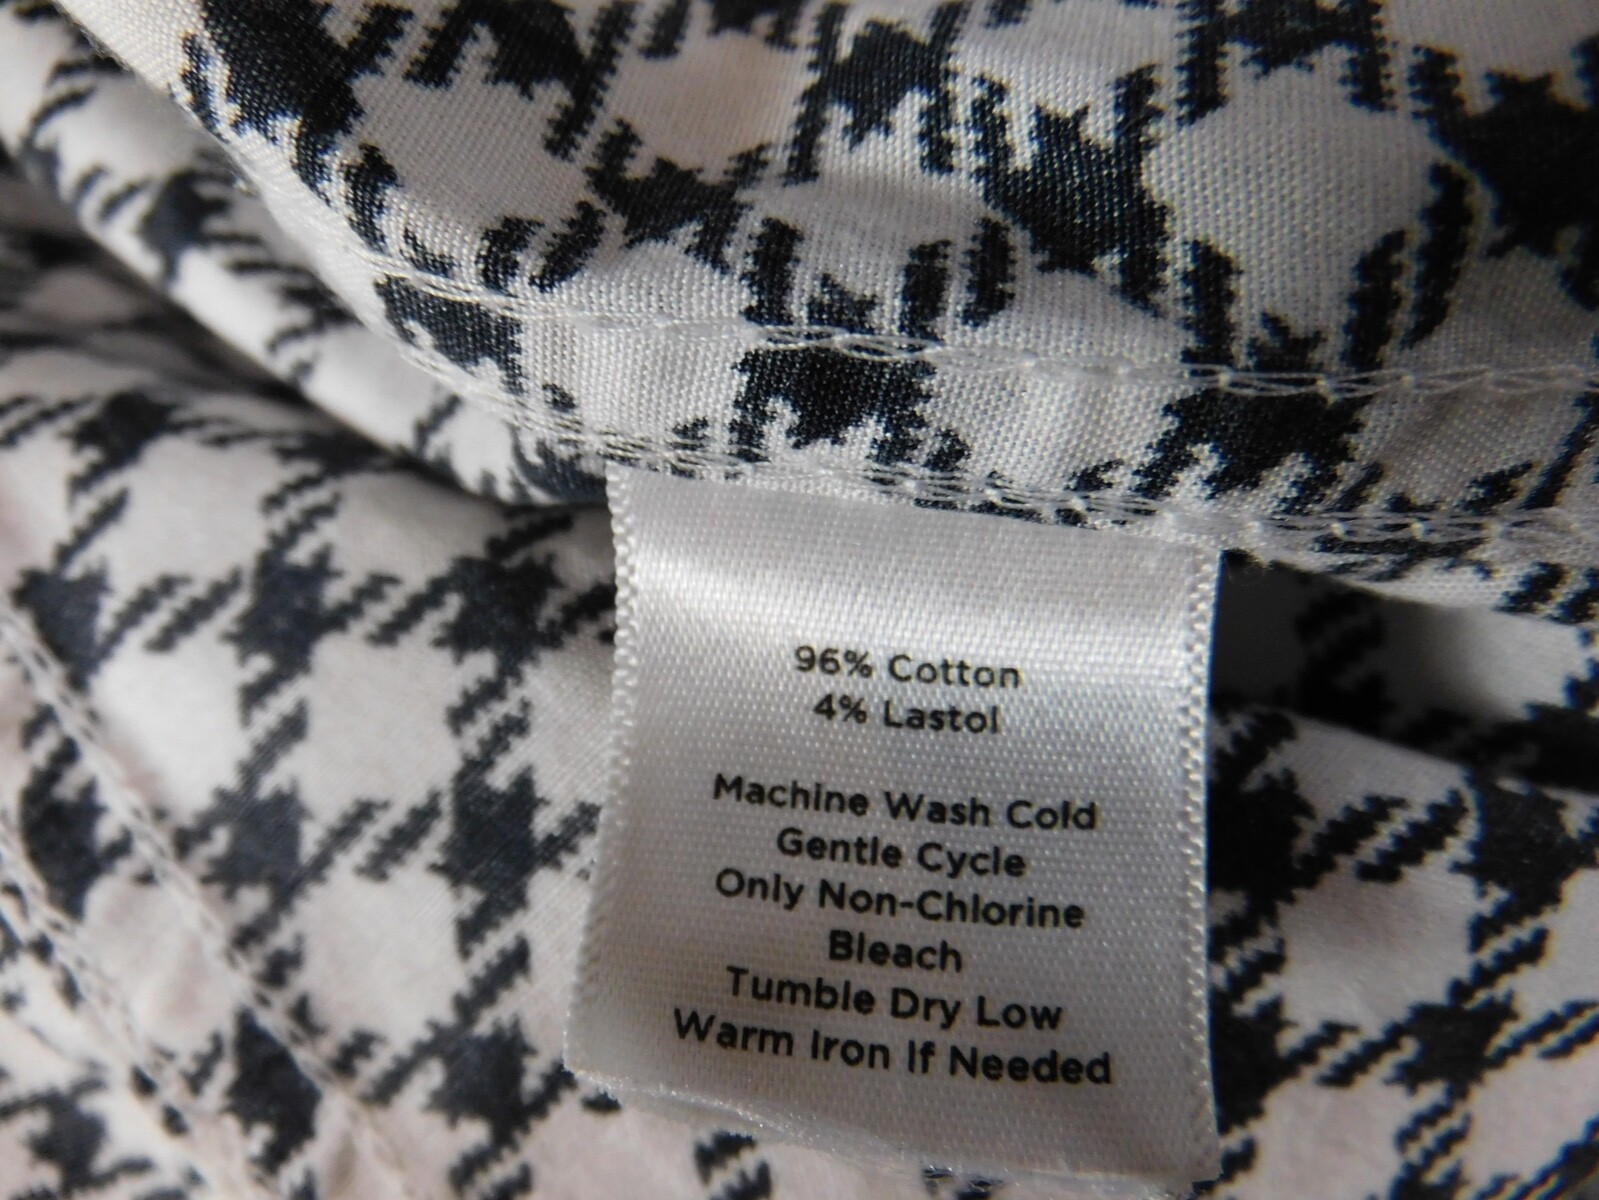 96% Cotton
4% Lastol
Machine Wash Cold
Gentle Cycle
Only Non-Chlorine
Bleach
Tumble Dry Low
Warm Iron If Needed